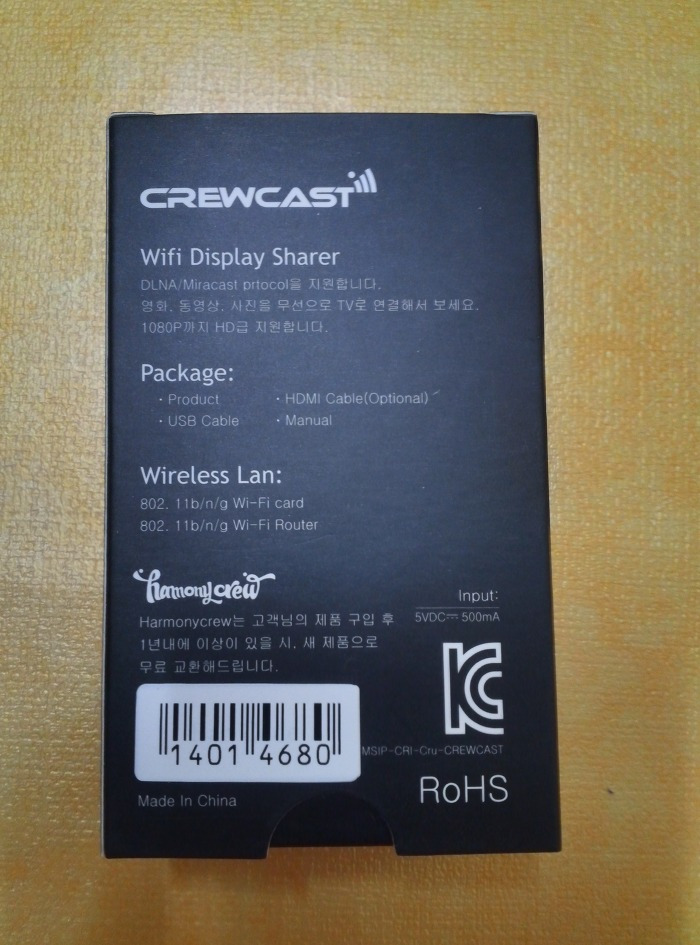 CREWCAST
Wifi Display Sharer
DLNA/Miracast prtocol을 지원합니다.
영화, 동영상, 사진을 무선으로 TV로 연결해서 보세요.
1080P까지 HD급 지원합니다.
Package:
· Product · HDMI Cable(Optional)
· USB Cable · Manual
Wireless Lan:
802. 11b/n/g Wi-Fi card
802. 11b/n/g Wi-Fi Router
harmonycrew
Harmonycrew는 고객님의 제품 구입 후
1년내에 이상이 있을 시, 새 제품으로
무료 교환해드립니다.
Input:
5VDC⎓ 500mA
KC
1401 4680
MSIP-CRI-Cru-CREWCAST
Made In China
RoHS